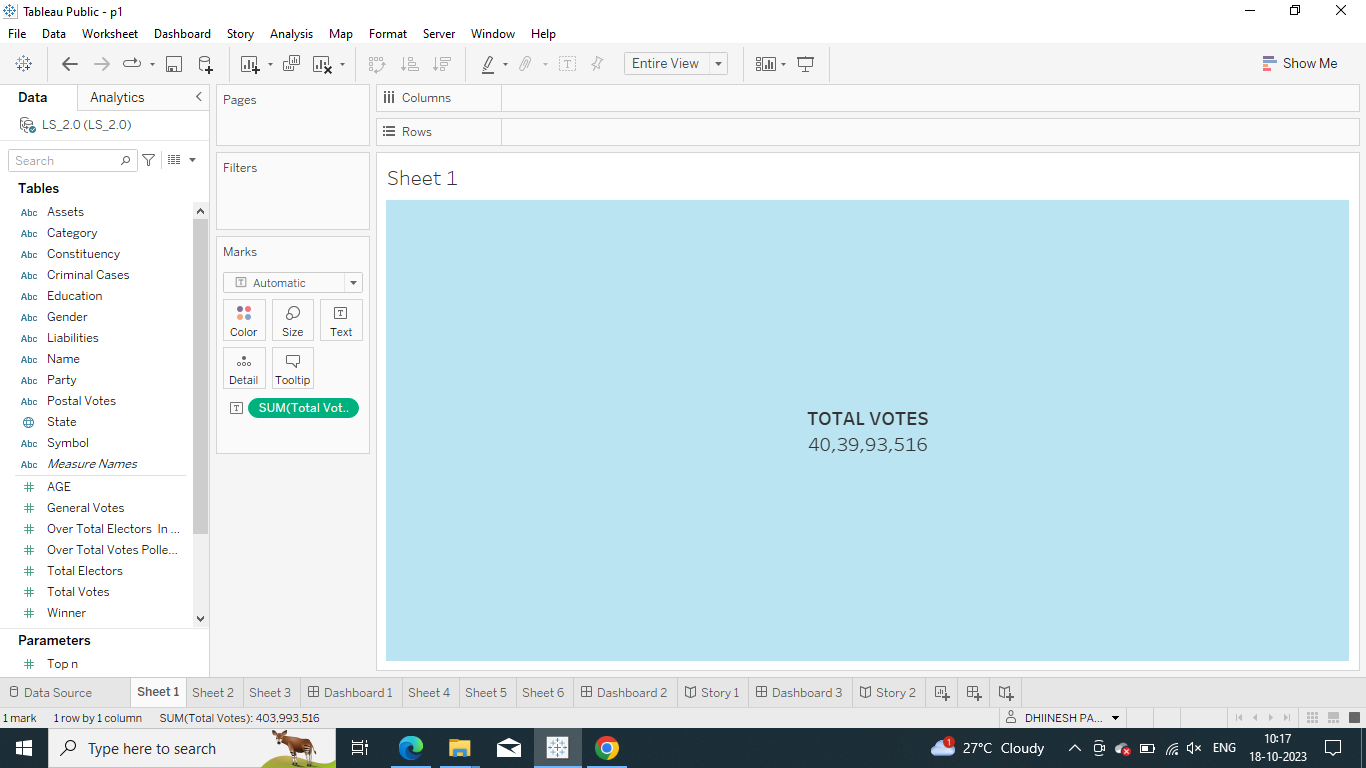 Tableau Public - p1
File Data Worksheet Dashboard Story Analysis Map Format Server Window Help
Entire View
Show Me
Data Analytics
LS_2.0 (LS_2.0)
Search
Tables
Abc Assets
Abc Category
Abc Constituency
Abc Criminal Cases
Abc Education
Abc Gender
Abc Liabilities
Abc Name
Abc Party
Abc Postal Votes
State
Abc Symbol
Abc Measure Names
# AGE
# General Votes
# Over Total Electors In ...
# Over Total Votes Polle...
# Total Electors
# Total Votes
# Winner
Parameters
# Top n
Pages
Filters
Marks
T Automatic
Color Size T Text
Detail Tooltip
T SUM(Total Vot..
Columns
Rows
Sheet 1
TOTAL VOTES
40,39,93,516
Data Source Sheet 1 Sheet 2 Sheet 3 Dashboard 1 Sheet 4 Sheet 5 Sheet 6 Dashboard 2 Story 1 Dashboard 3 Story 2
1 mark 1 row by 1 column SUM(Total Votes): 403,993,516 DHIINESH PA...
Type here to search
1 27°C Cloudy ENG 10:17
18-10-2023